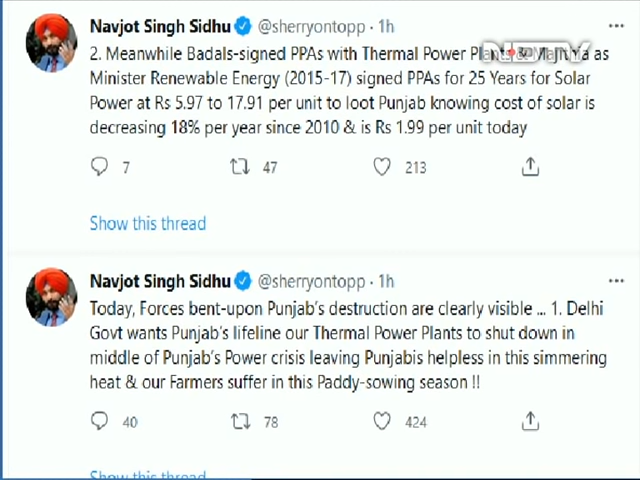 Navjot Singh Sidhu @sherryontopp · 1h
2. Meanwhile Badals-signed PPAs with Thermal Power Plants & Majithia as
Minister Renewable Energy (2015-17) signed PPAs for 25 Years for Solar
Power at Rs 5.97 to 17.91 per unit to loot Punjab knowing cost of solar is
decreasing 18% per year since 2010 & is Rs 1.99 per unit today
7 47 213
Show this thread
Navjot Singh Sidhu @sherryontopp · 1h
Today, Forces bent-upon Punjab's destruction are clearly visible ... 1. Delhi
Govt wants Punjab's lifeline our Thermal Power Plants to shut down in
middle of Punjab's Power crisis leaving Punjabis helpless in this simmering
heat & our Farmers suffer in this Paddy-sowing season !!
40 78 424
Show this thread
NDTV